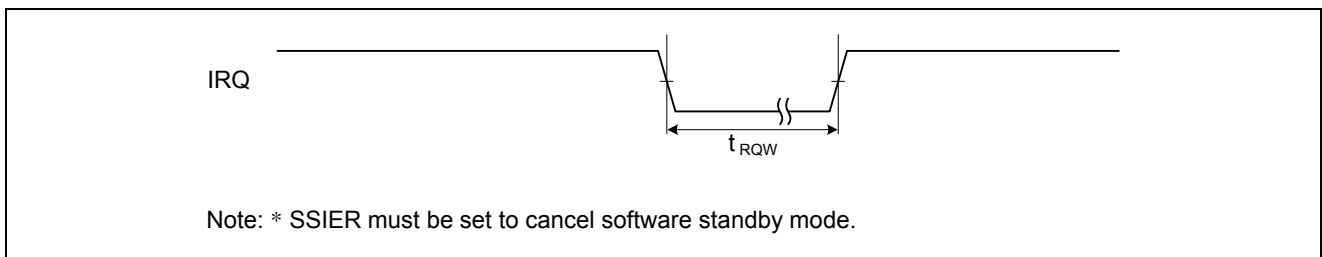 IRQ
t RQW
Note: * SSIER must be set to cancel software standby mode.